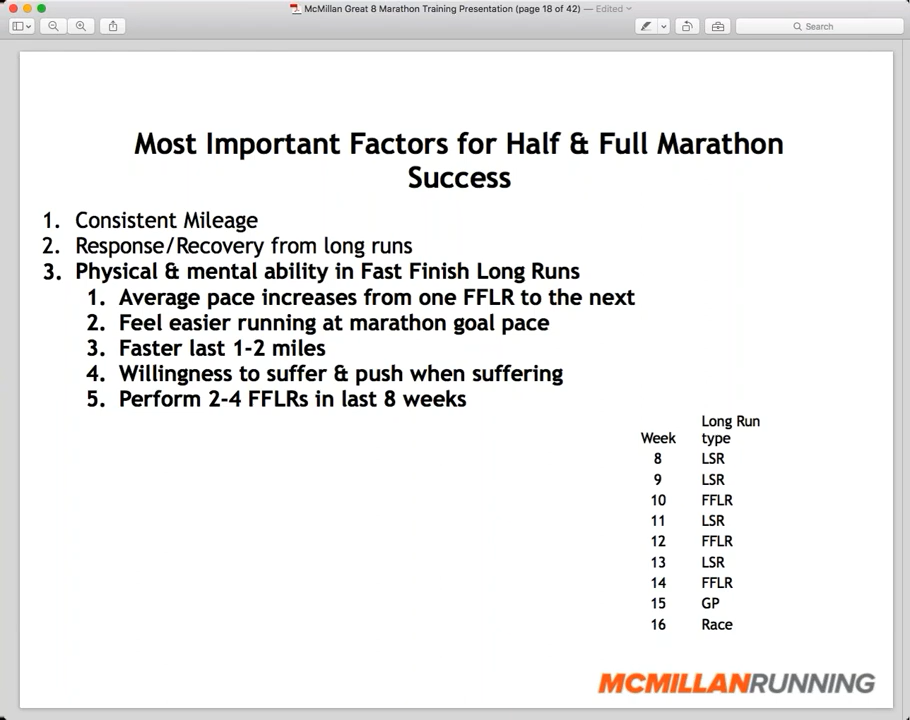 McMillan Great 8 Marathon Training Presentation (page 18 of 42) — Edited
Search
Most Important Factors for Half & Full Marathon
Success
1. Consistent Mileage
2. Response/Recovery from long runs
3. Physical & mental ability in Fast Finish Long Runs
1. Average pace increases from one FFLR to the next
2. Feel easier running at marathon goal pace
3. Faster last 1-2 miles
4. Willingness to suffer & push when suffering
5. Perform 2-4 FFLRs in last 8 weeks
Long Run
Week type
8 LSR
9 LSR
10 FFLR
11 LSR
12 FFLR
13 LSR
14 FFLR
15 GP
16 Race
MCMILLANRUNNING